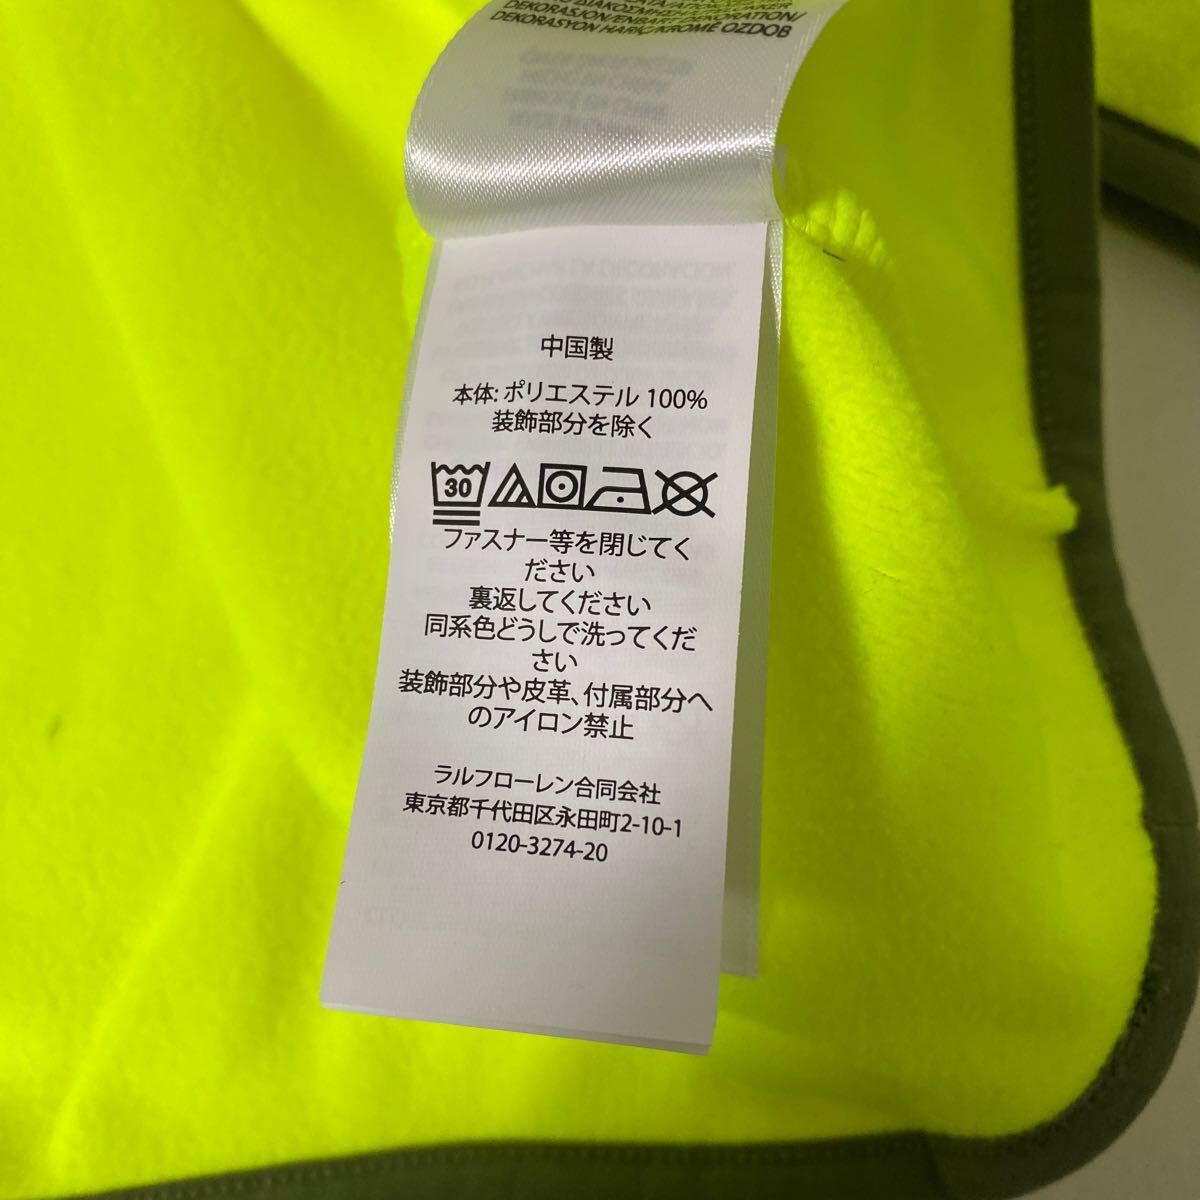 DEKORASJON/ENBART DEKORATION/
DEKORASYON HARİÇ/KROMĚ OZDOB
中国製
本体: ポリエステル 100%
装飾部分を除く
30
ファスナー等を閉じてく
ださい
裏返してください
同系色どうしで洗ってくだ
さい
装飾部分や皮革、付属部分へ
のアイロン禁止
ラルフローレン合同会社
東京都千代田区永田町2-10-1
0120-3274-20